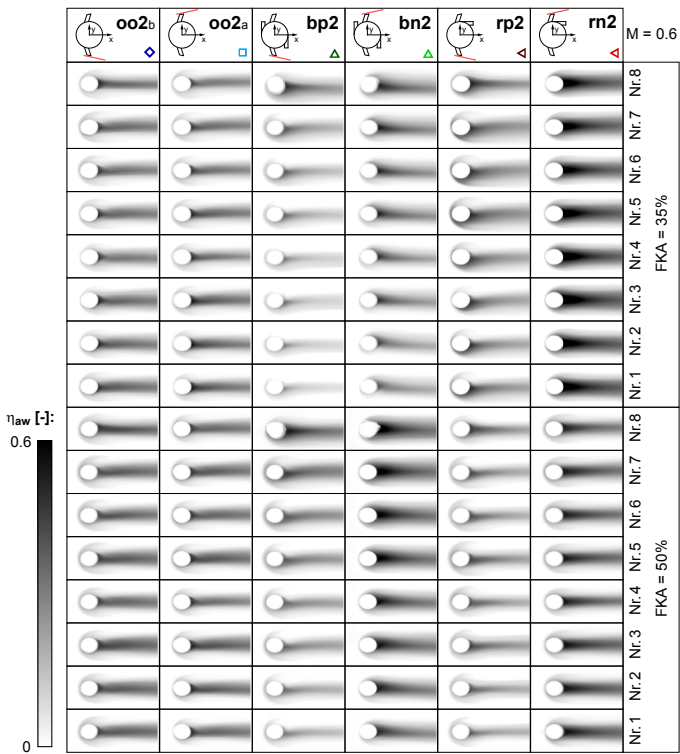 oo2b oo2a bp2 bn2 rp2 rn2 M = 0.6
y x y x y x y x y x y x
Nr.8
Nr.7
Nr.6
Nr.5
Nr.4
Nr.3
Nr.2
Nr.1
FKA = 35%
Nr.8
Nr.7
Nr.6
Nr.5
Nr.4
Nr.3
Nr.2
Nr.1
FKA = 50%
ηaw [-]:
0.6
0